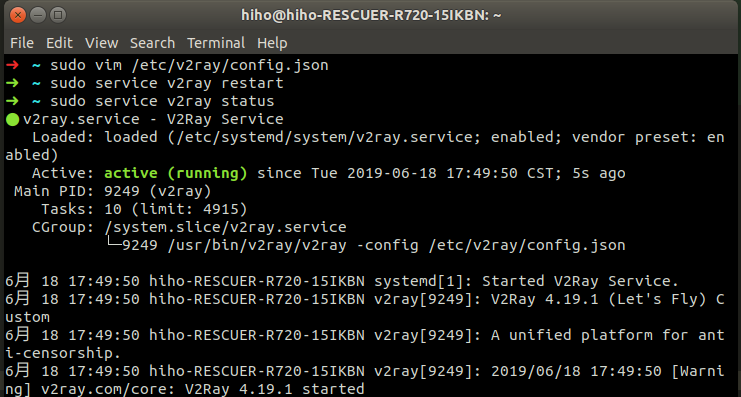 hiho@hiho-RESCUER-R720-15IKBN: ~
File Edit View Search Terminal Help
➜ ~ sudo vim /etc/v2ray/config.json
➜ ~ sudo service v2ray restart
➜ ~ sudo service v2ray status
● v2ray.service - V2Ray Service
Loaded: loaded (/etc/systemd/system/v2ray.service; enabled; vendor preset: en
abled)
Active: active (running) since Tue 2019-06-18 17:49:50 CST; 5s ago
Main PID: 9249 (v2ray)
Tasks: 10 (limit: 4915)
CGroup: /system.slice/v2ray.service
└─9249 /usr/bin/v2ray/v2ray -config /etc/v2ray/config.json
6月 18 17:49:50 hiho-RESCUER-R720-15IKBN systemd[1]: Started V2Ray Service.
6月 18 17:49:50 hiho-RESCUER-R720-15IKBN v2ray[9249]: V2Ray 4.19.1 (Let's Fly) C
ustom
6月 18 17:49:50 hiho-RESCUER-R720-15IKBN v2ray[9249]: A unified platform for ant
i-censorship.
6月 18 17:49:50 hiho-RESCUER-R720-15IKBN v2ray[9249]: 2019/06/18 17:49:50 [Warni
ng] v2ray.com/core: V2Ray 4.19.1 started